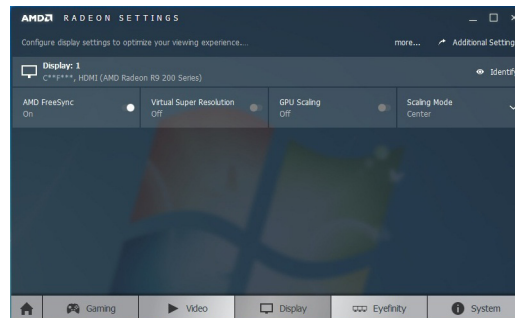 AMD RADEON SETTINGS
Configure display settings to optimize your viewing experience...
more...
Additional Setting
Display: 1
C**F***, HDMI (AMD Radeon R9 200 Series)
Identify
AMD FreeSync
On
Virtual Super Resolution
Off
GPU Scaling
Off
Scaling Mode
Center
Gaming
Video
Display
Eyefinity
System